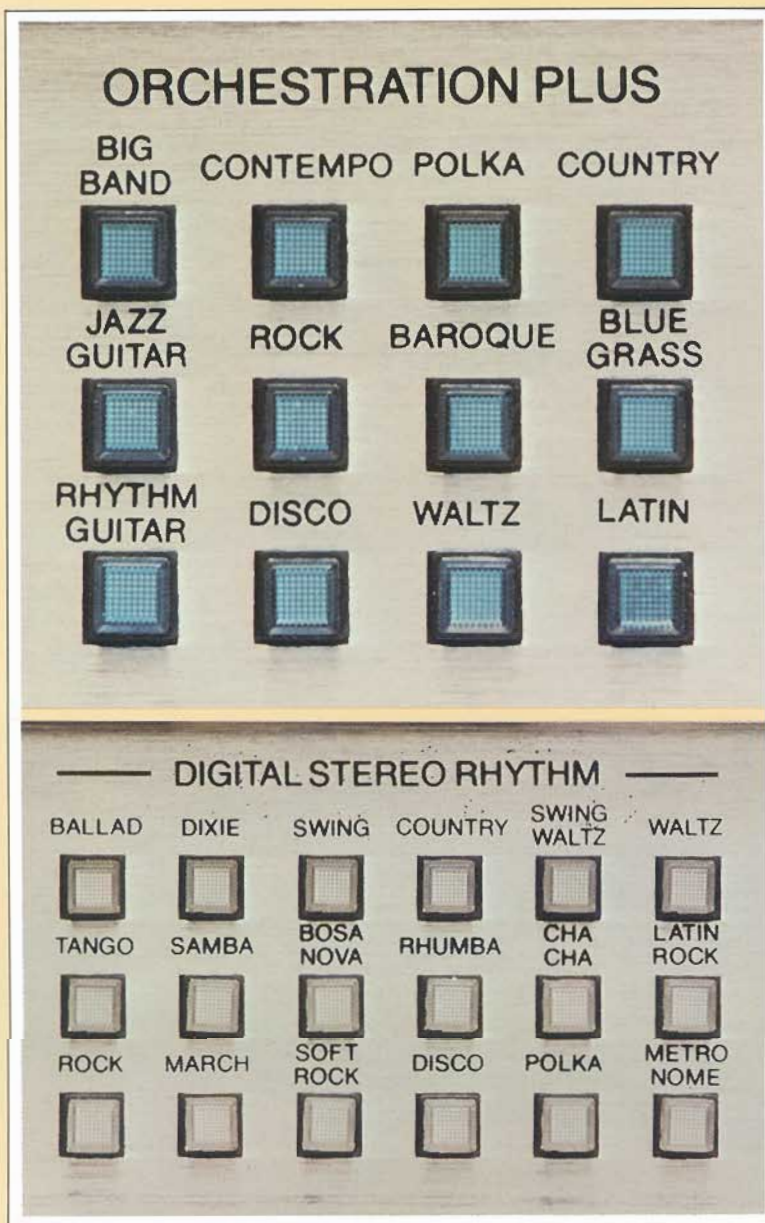 ORCHESTRATION PLUS
BIG
BAND
CONTEMPO
POLKA
COUNTRY
JAZZ
GUITAR
ROCK
BAROQUE
BLUE
GRASS
RHYTHM
GUITAR
DISCO
WALTZ
LATIN
DIGITAL STEREO RHYTHM
BALLAD
DIXIE
SWING
COUNTRY
SWING
WALTZ
WALTZ
TANGO
SAMBA
BOSA
NOVA
RHUMBA
CHA
CHA
LATIN
ROCK
ROCK
MARCH
SOFT
ROCK
DISCO
POLKA
METRO
NOME